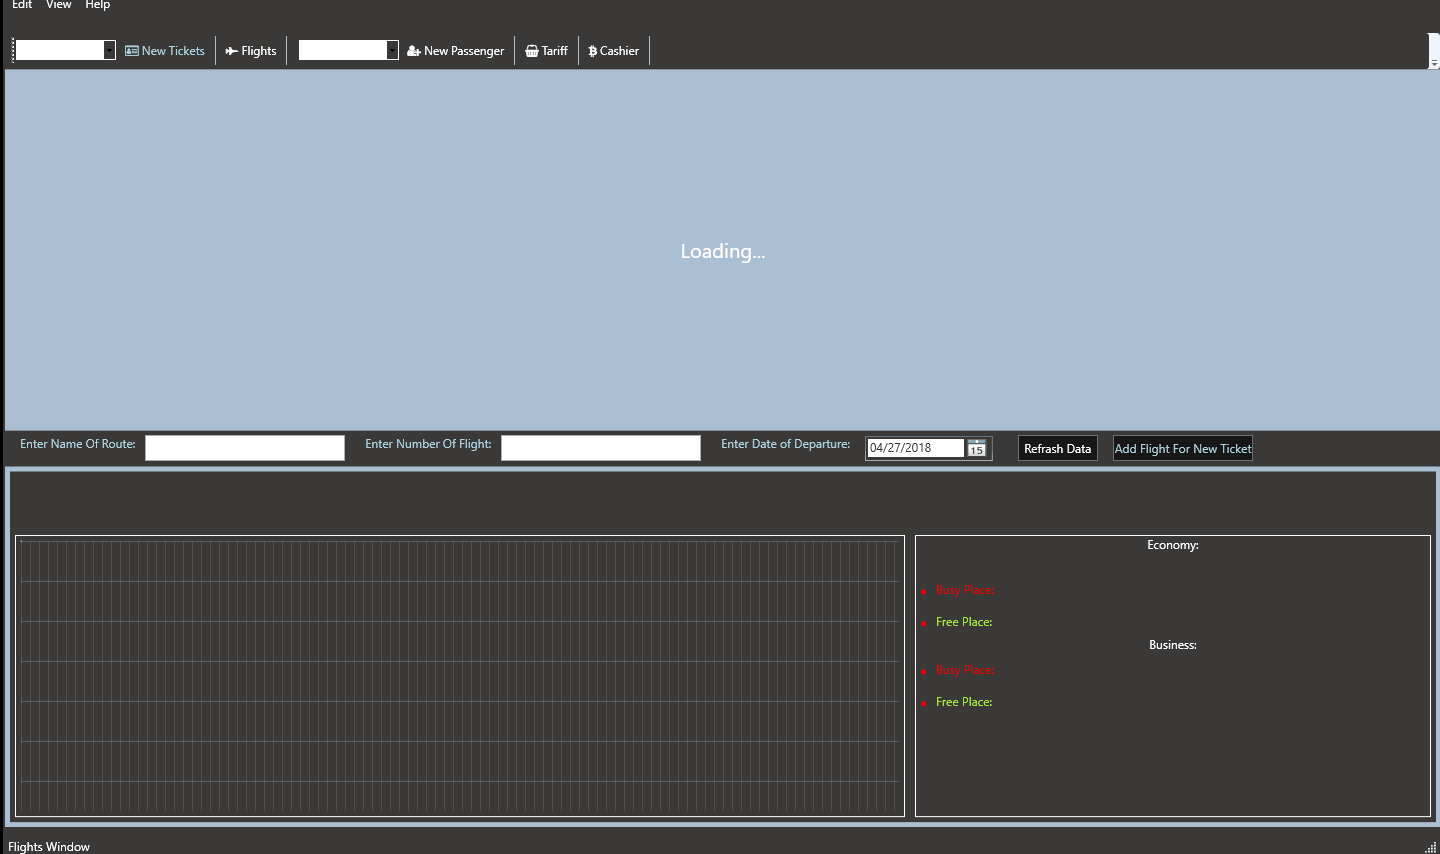 Edit View Help
New Tickets Flights New Passenger Tariff Cashier
Loading...
Enter Name Of Route: Enter Number Of Flight: Enter Date of Departure: 04/27/2018 15 Refrash Data Add Flight For New Ticket
Economy:
Busy Place:
Free Place:
Business:
Busy Place:
Free Place:
Flights Window